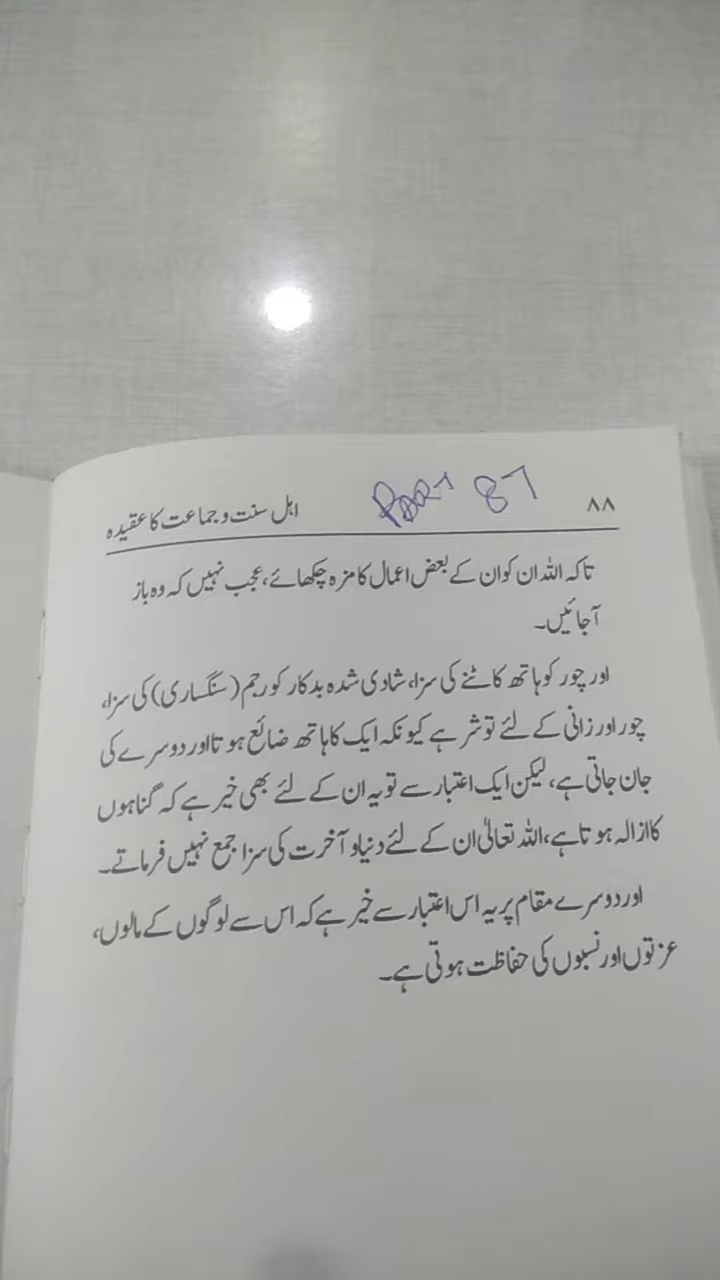 ۸۸ Part 87 اہل سنت و جماعت کا عقیدہ
تاکہ اللہ ان کو ان کے بعض اعمال کا مزہ چکھائے، عجب نہیں کہ وہ باز
آجائیں۔
اور چور کو ہاتھ کاٹنے کی سزا، شادی شدہ بدکار کو رجم (سنگساری) کی سزا،
چور اور زانی کے لئے تو شر ہے کیونکہ ایک کا ہاتھ ضائع ہوتا اور دوسرے کی
جان جاتی ہے، لیکن ایک اعتبار سے تو یہ ان کے لئے بھی خیر ہے کہ گناہوں
کا ازالہ ہوتا ہے، اللہ تعالیٰ ان کے لئے دنیا و آخرت کی سزا جمع نہیں فرماتے۔
اور دوسرے مقام پر یہ اس اعتبار سے خیر ہے کہ اس سے لوگوں کے مالوں،
عزتوں اور نسبوں کی حفاظت ہوتی ہے۔